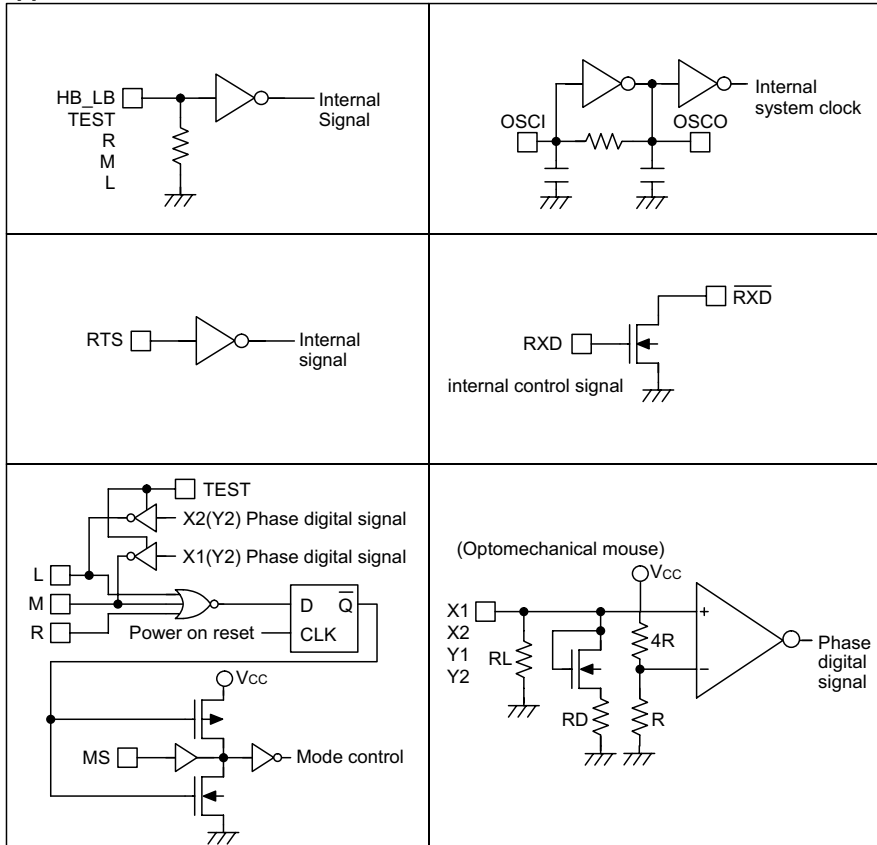 HB_LB
TEST
R
M
L
Internal
Signal
Internal
system clock
OSCI
OSCO
RTS
Internal
signal
RXD
RXD
internal control signal
TEST
X2(Y2) Phase digital signal
X1(Y2) Phase digital signal
L
M
R
D Q
Power on reset
CLK
VCC
MS
Mode control
(Optomechanical mouse)
VCC
X1
X2
Y1
Y2
RL
4R
RD
R
+
−
Phase
digital
signal